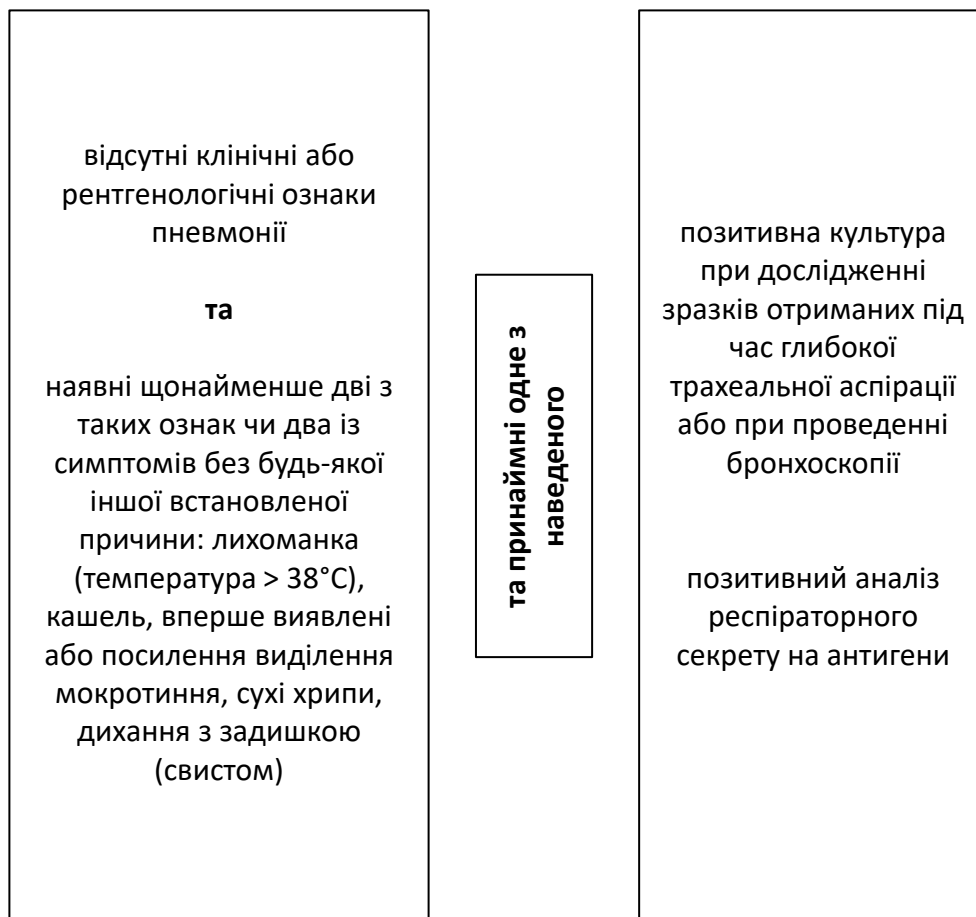 відсутні клінічні або
рентгенологічні ознаки
пневмонії
та
наявні щонайменше дві з
таких ознак чи два із
симптомів без будь-якої
іншої встановленої
причини: лихоманка
(температура > 38°C),
кашель, вперше виявлені
або посилення виділення
мокротиння, сухі хрипи,
дихання з задишкою
(свистом)
та принаймні одне з
наведеного
позитивна культура
при дослідженні
зразків отриманих під
час глибокої
трахеальної аспірації
або при проведенні
бронхоскопії
позитивний аналіз
респіраторного
секрету на антигени